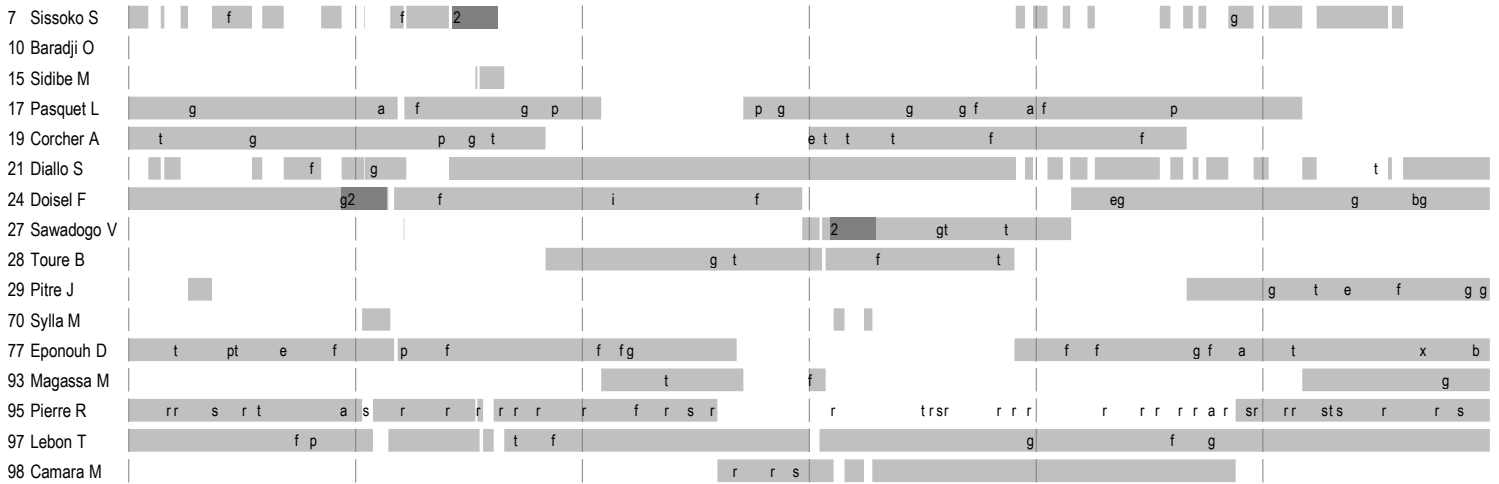 7 Sissoko S f f 2 g
10 Baradji O
15 Sidibe M
17 Pasquet L g a f g p p g g g f a f p
19 Corcher A t g p g t e t t t f f
21 Diallo S f g t
24 Doisel F g2 f i f eg g bg
27 Sawadogo V 2 gt t
28 Toure B g t f t
29 Pitre J g t e f g g
70 Sylla M
77 Eponouh D t pt e f p f f fg f f g f a t x b
93 Magassa M t f g
95 Pierre R rr s r t a s r r r r r r r f r s r r t r sr r r r r r r r a r sr rr sts r r s
97 Lebon T f p t f g f g
98 Camara M r r s